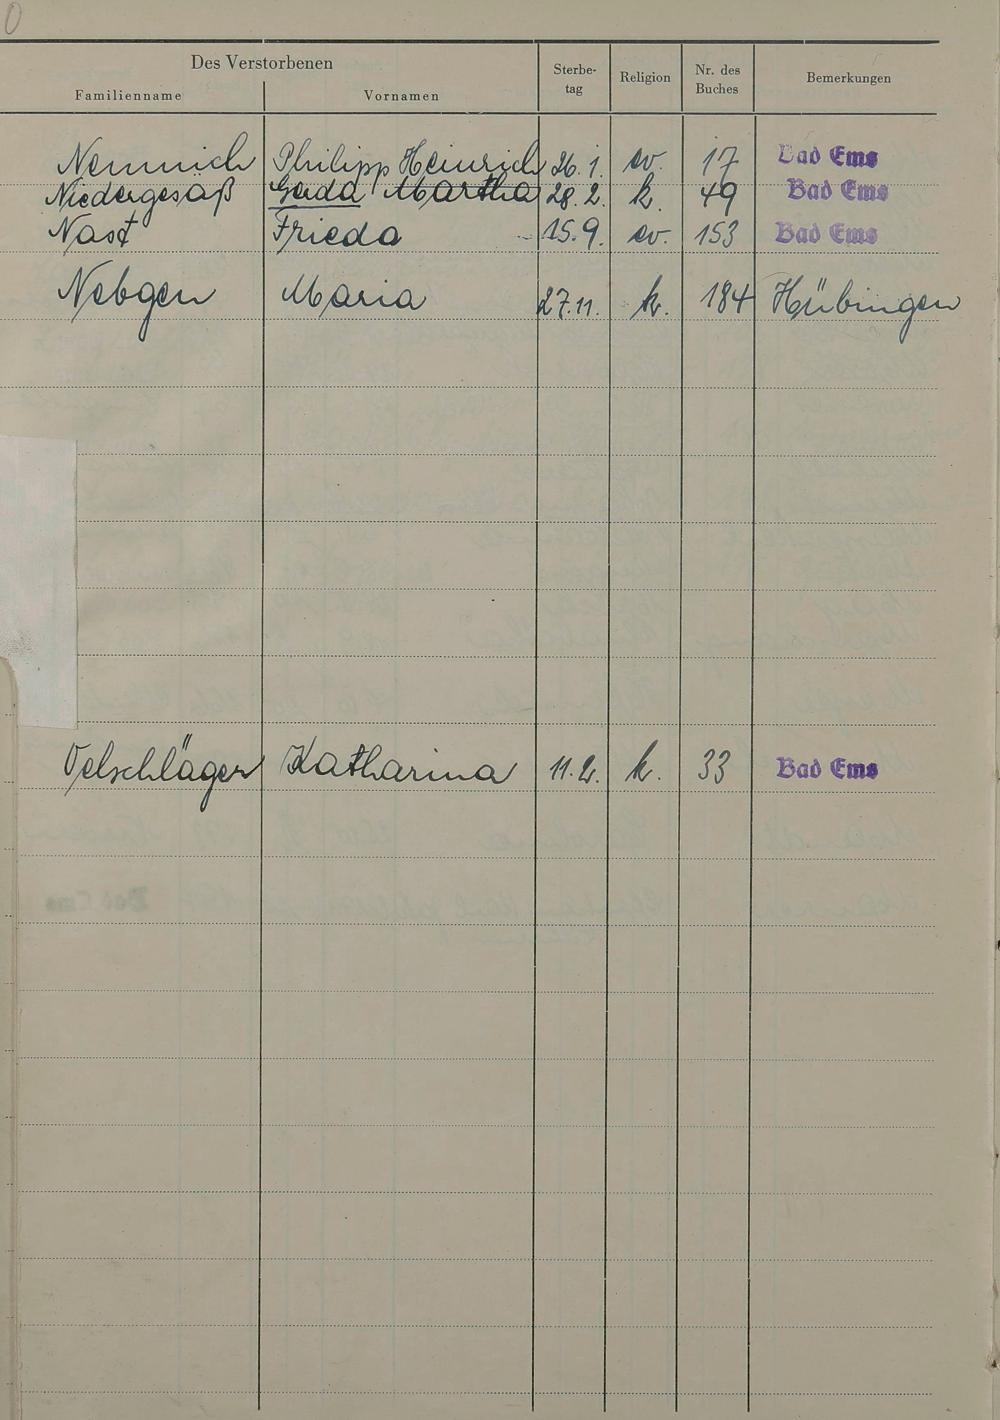 O
Des Verstorbenen
Familienname Vornamen Sterbe-tag Religion Nr. des Buches Bemerkungen
Nemnich Philipp Heinrich 26.1. ev. 17 Bad Ems
Niedergesäß Gerda Martha 28.2. k. 49 Bad Ems
Nast Frieda 15.9. ev. 153 Bad Ems
Nebgen Maria 27.11. k. 184 Hübingen
Oelschläger Katharina 11.2. k. 33 Bad Ems